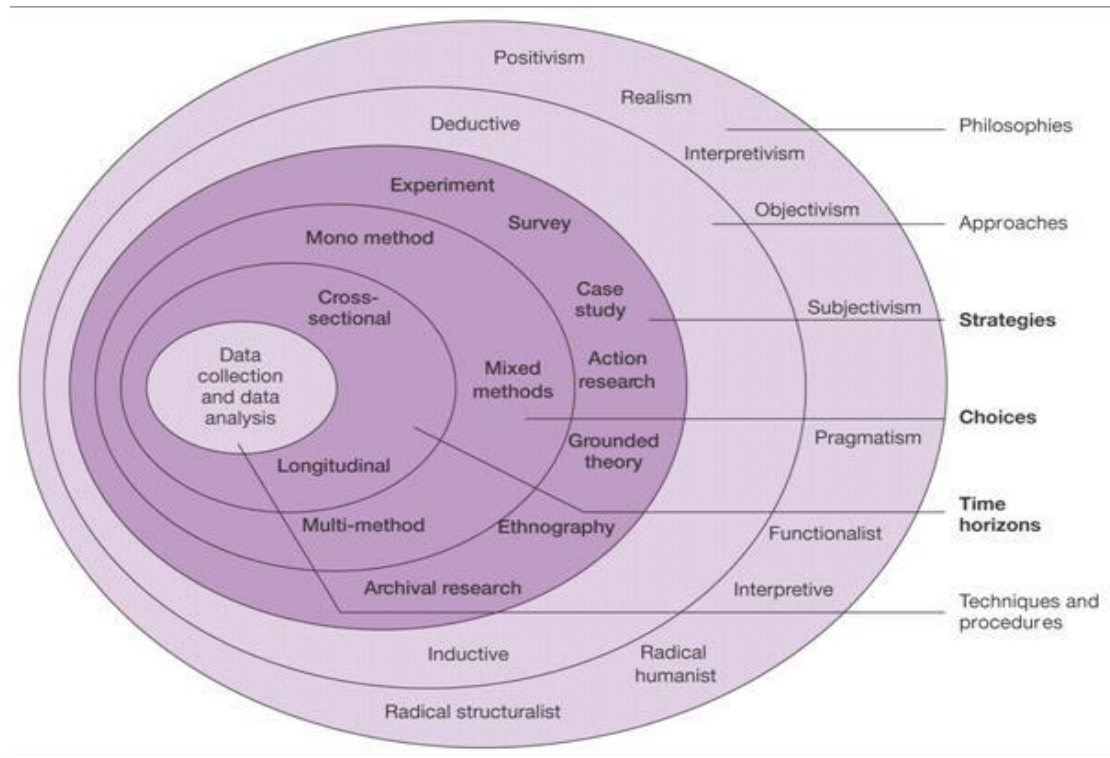 Positivism
Realism
Philosophies
Deductive
Interpretivism
Experiment
Objectivism
Survey
Approaches
Mono method
Case
study
Cross-
sectional
Subjectivism
Strategies
Data
collection
and data
analysis
Mixed
methods
Action
research
Choices
Pragmatism
Grounded
theory
Longitudinal
Time
horizons
Multi-method
Ethnography
Functionalist
Archival research
Interpretive
Techniques and
procedures
Inductive
Radical
humanist
Radical structuralist